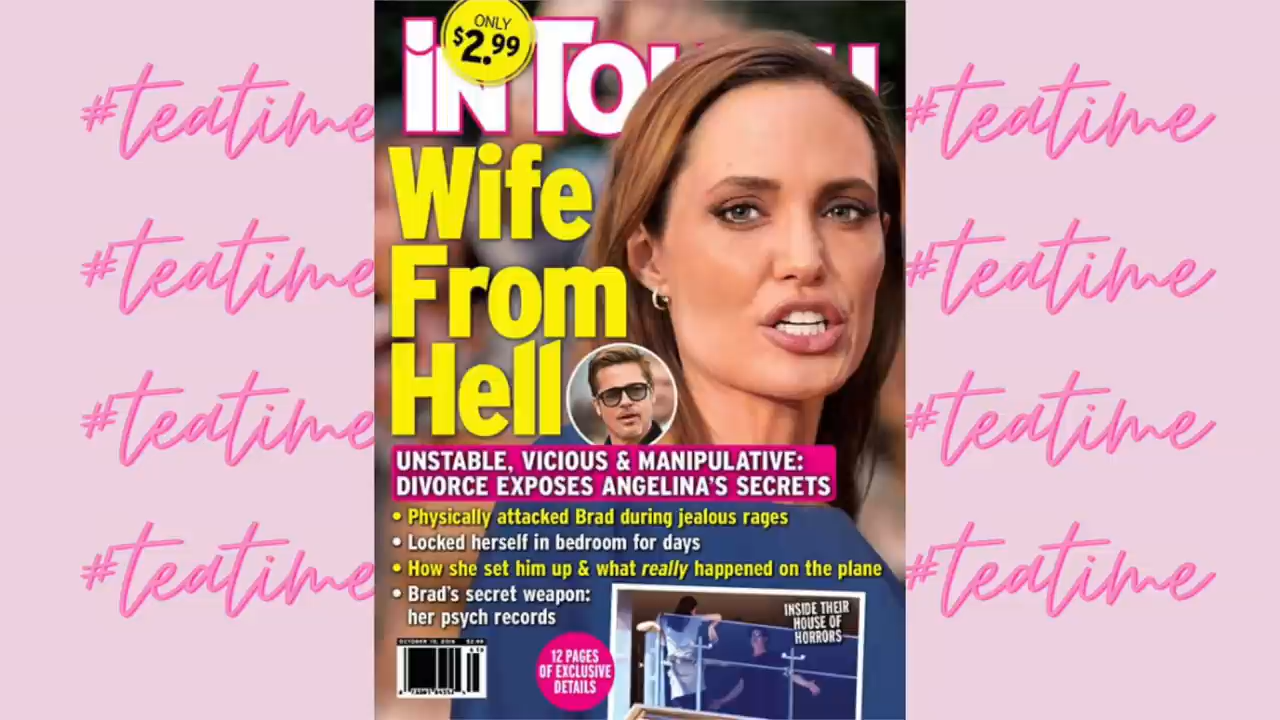 ONLY
$2.99
INTOUCH
Wife
From
Hell
UNSTABLE, VICIOUS & MANIPULATIVE:
DIVORCE EXPOSES ANGELINA'S SECRETS
• Physically attacked Brad during jealous rages
• Locked herself in bedroom for days
• How she set him up & what really happened on the plane
• Brad's secret weapon:
her psych records
INSIDE THEIR
HOUSE OF
HORRORS
12 PAGES
OF EXCLUSIVE
DETAILS
#teatime
#teatime
#teatime
#teatime
#teatime
#teatime
#teatime
#teatime